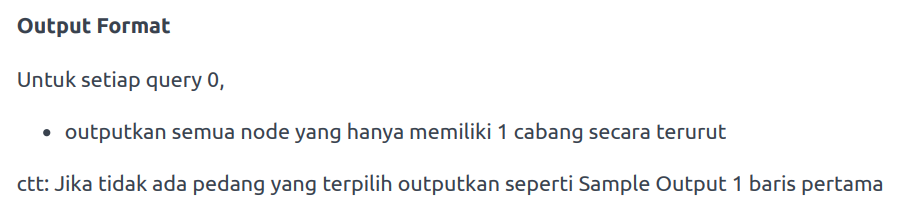 Output Format
Untuk setiap query 0,
• outputkan semua node yang hanya memiliki 1 cabang secara terurut
ctt: Jika tidak ada pedang yang terpilih outputkan seperti Sample Output 1 baris pertama